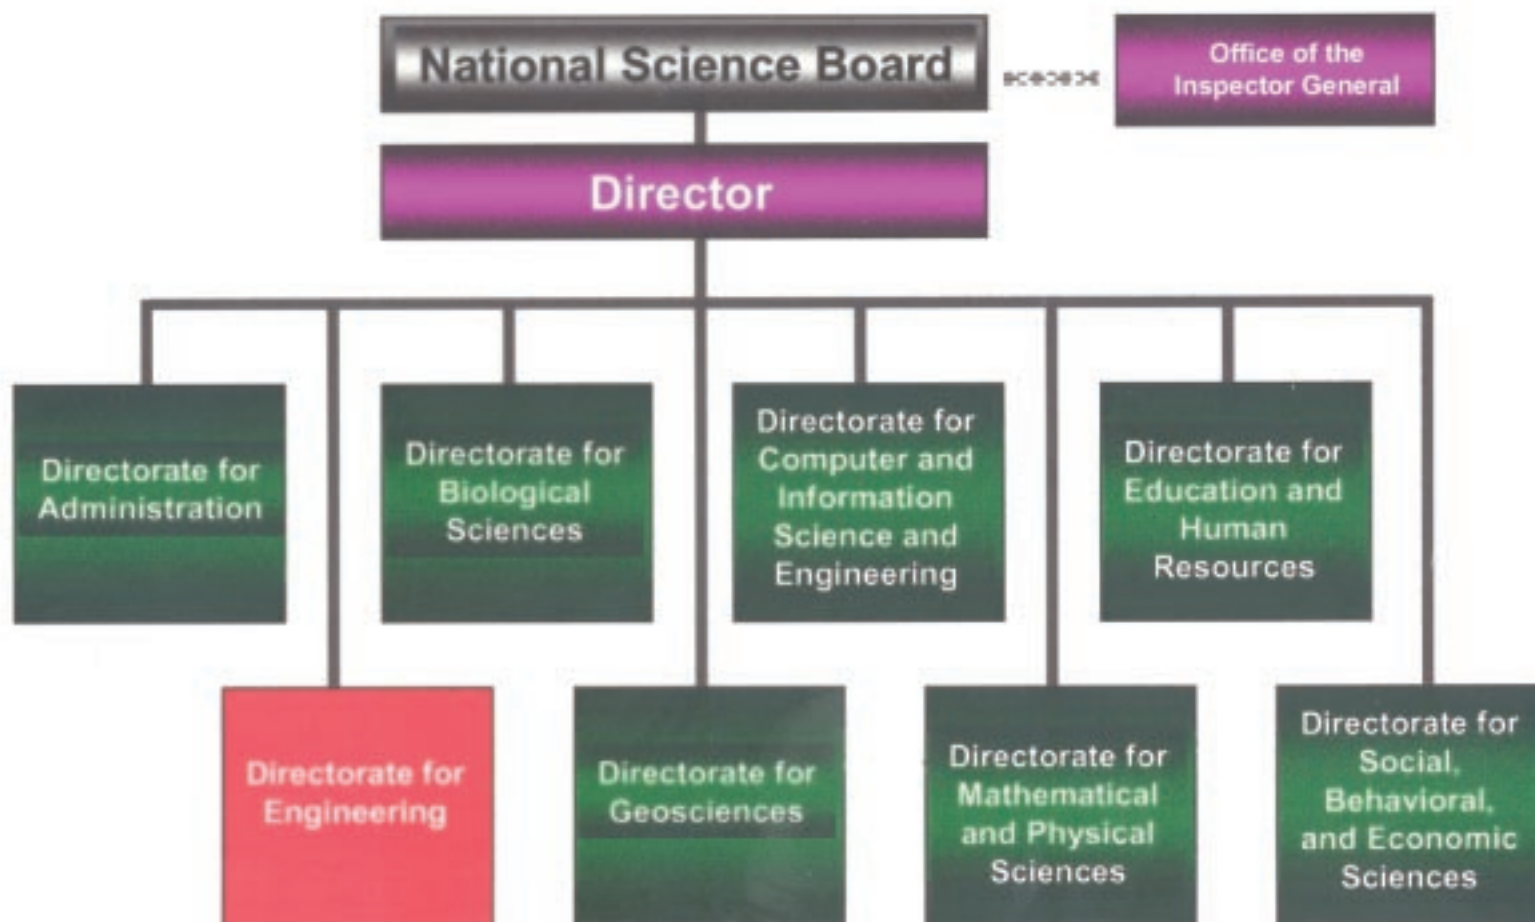 National Science Board
Office of the
Inspector General
Director
Directorate for
Administration
Directorate for
Biological
Sciences
Directorate for
Computer and
Information
Science and
Engineering
Directorate for
Education and
Human
Resources
Directorate for
Engineering
Directorate for
Geosciences
Directorate for
Mathematical
and Physical
Sciences
Directorate for
Social,
Behavioral,
and Economic
Sciences